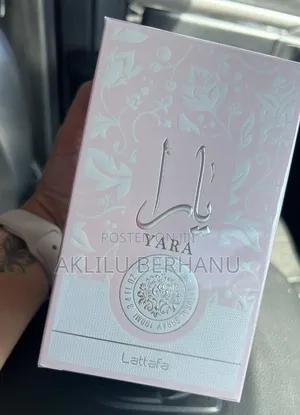 يارا
POSTED ON
YARA
AKLILU BERHANU
Lattafa